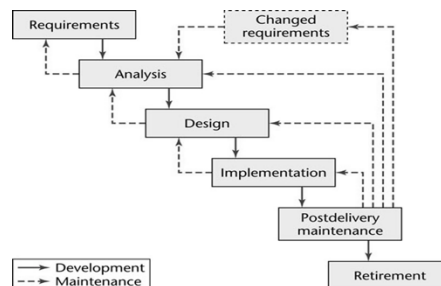 Requirements
Changed
requirements
Analysis
Design
Implementation
Postdelivery
maintenance
Development
Maintenance
Retirement